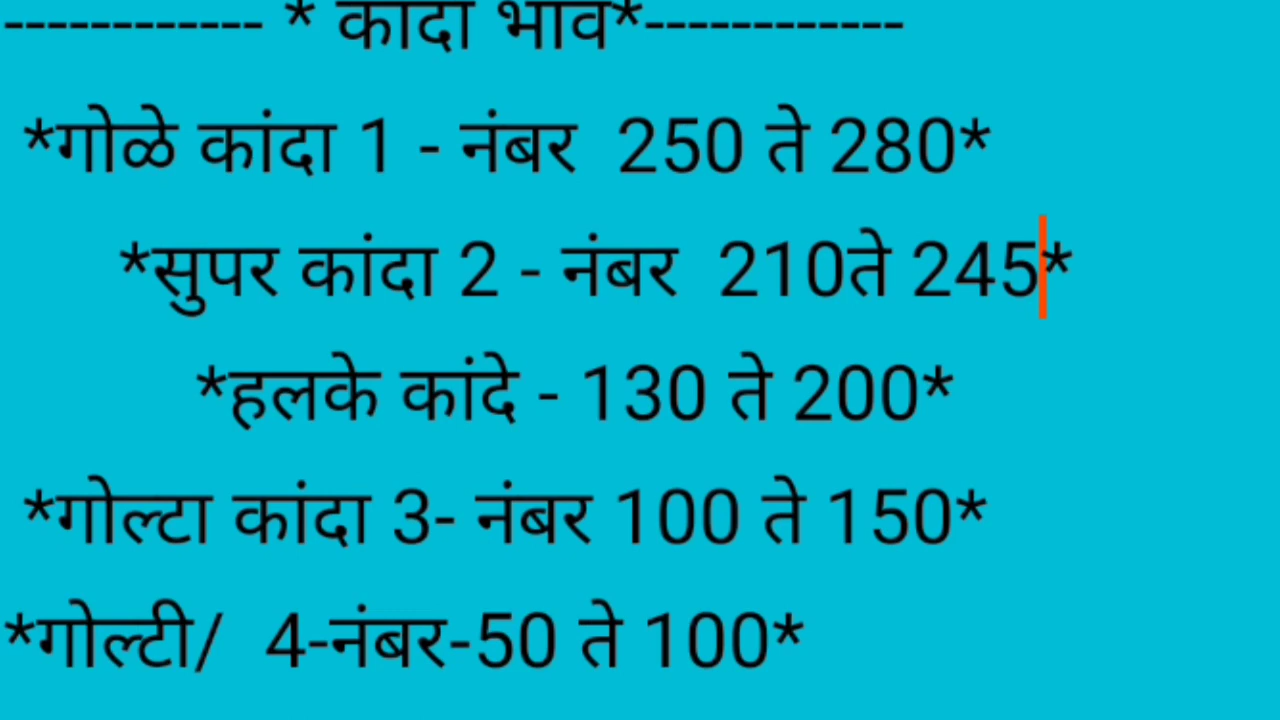 ------------ * कांदा भाव*------------
*गोळे कांदा 1 - नंबर  250 ते 280*
*सुपर कांदा 2 - नंबर  210ते 245*
*हलके कांदे - 130 ते 200*
*गोल्टा कांदा 3- नंबर 100 ते 150*
*गोल्टी/  4-नंबर-50 ते 100*